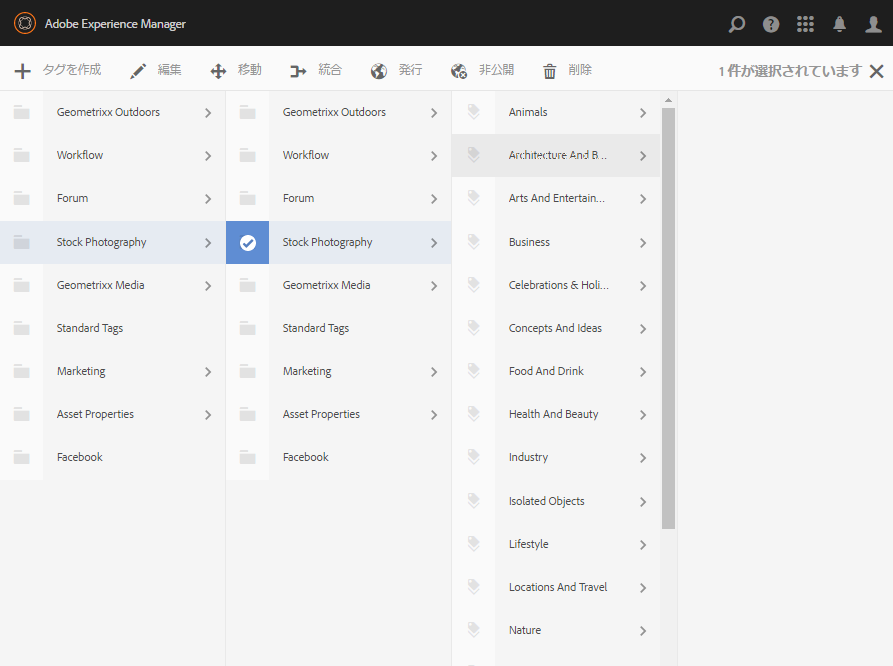 Adobe Experience Manager
タグを作成 編集 移動 統合 発行 非公開 削除 1 件が選択されています
Geometrixx Outdoors
Workflow
Forum
Stock Photography
Geometrixx Media
Standard Tags
Marketing
Asset Properties
Facebook
Geometrixx Outdoors
Workflow
Forum
Stock Photography
Geometrixx Media
Standard Tags
Marketing
Asset Properties
Facebook
Animals
Architecture And B...
Arts And Entertain...
Business
Celebrations & Holi...
Concepts And Ideas
Food And Drink
Health And Beauty
Industry
Isolated Objects
Lifestyle
Locations And Travel
Nature